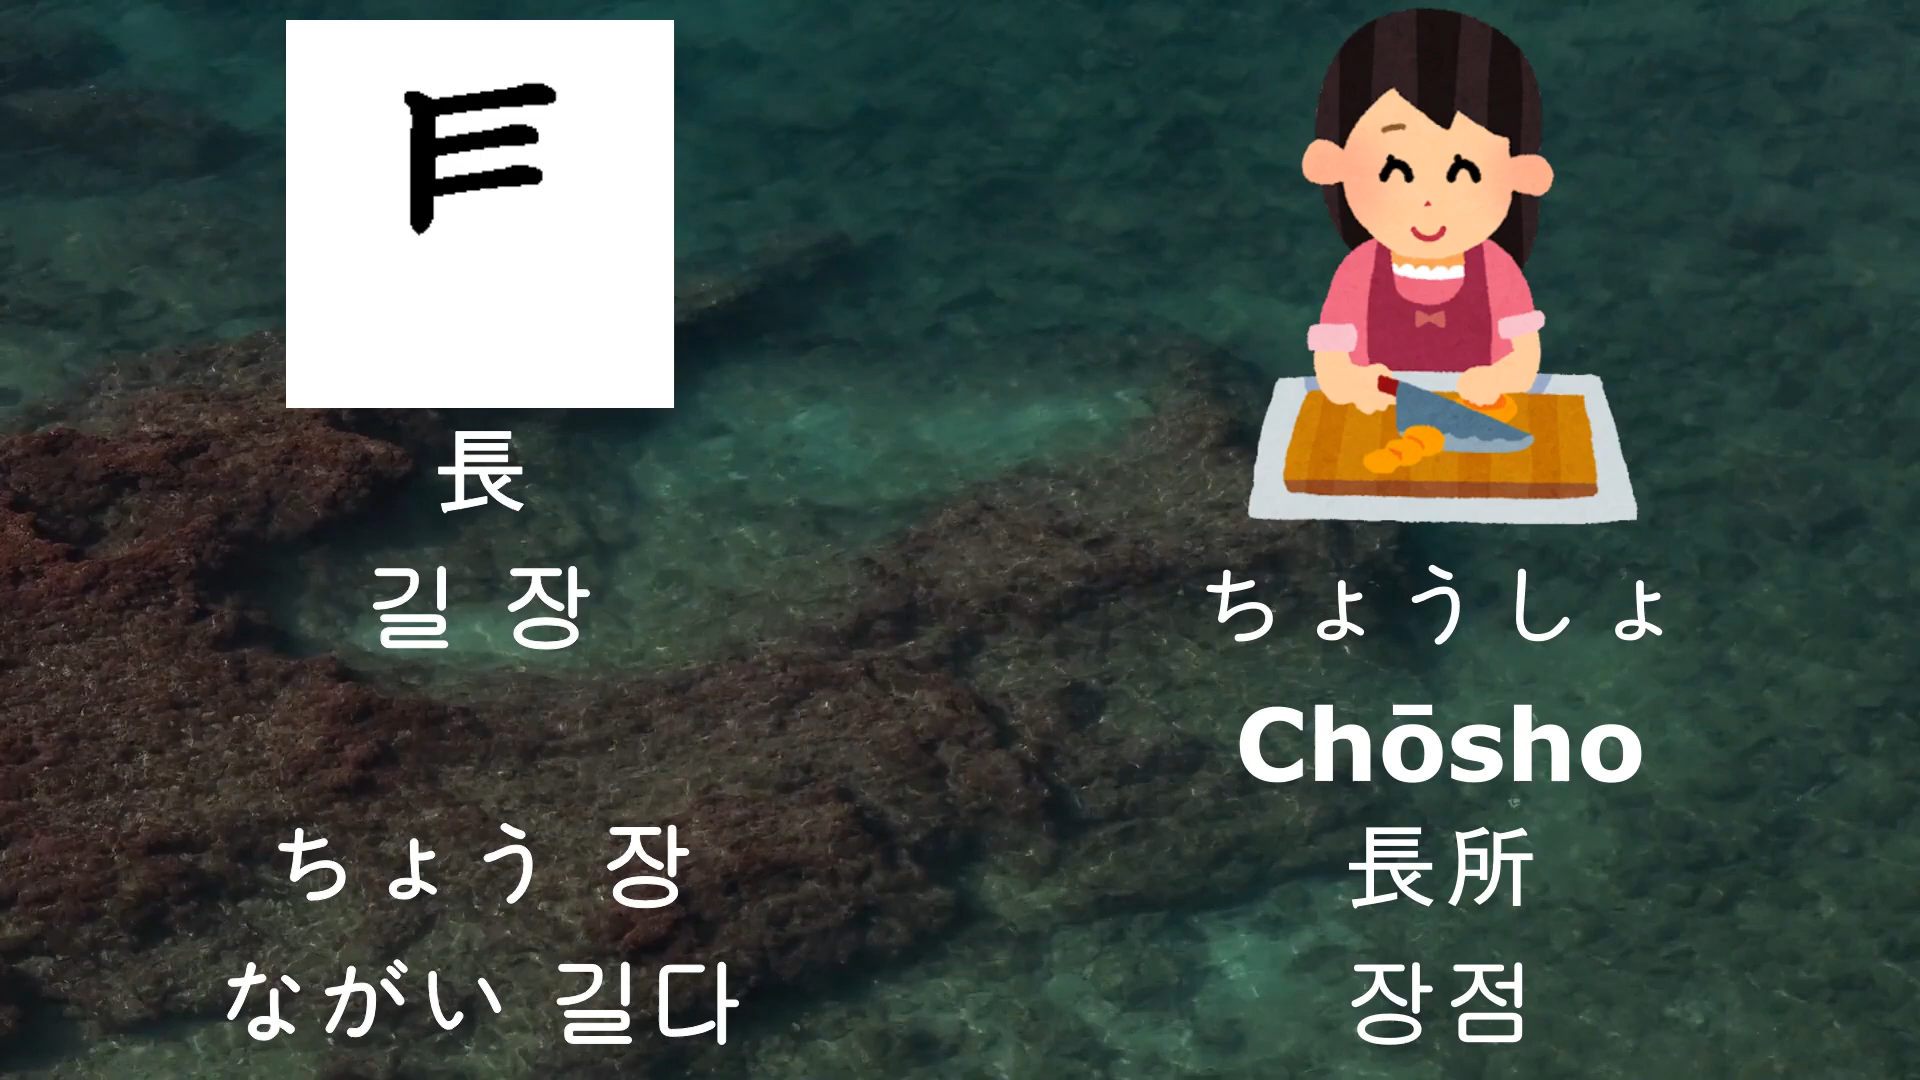 長
길 장
ちょう 장
ながい 길다
ちょうしょ
Chōsho
長所
장점